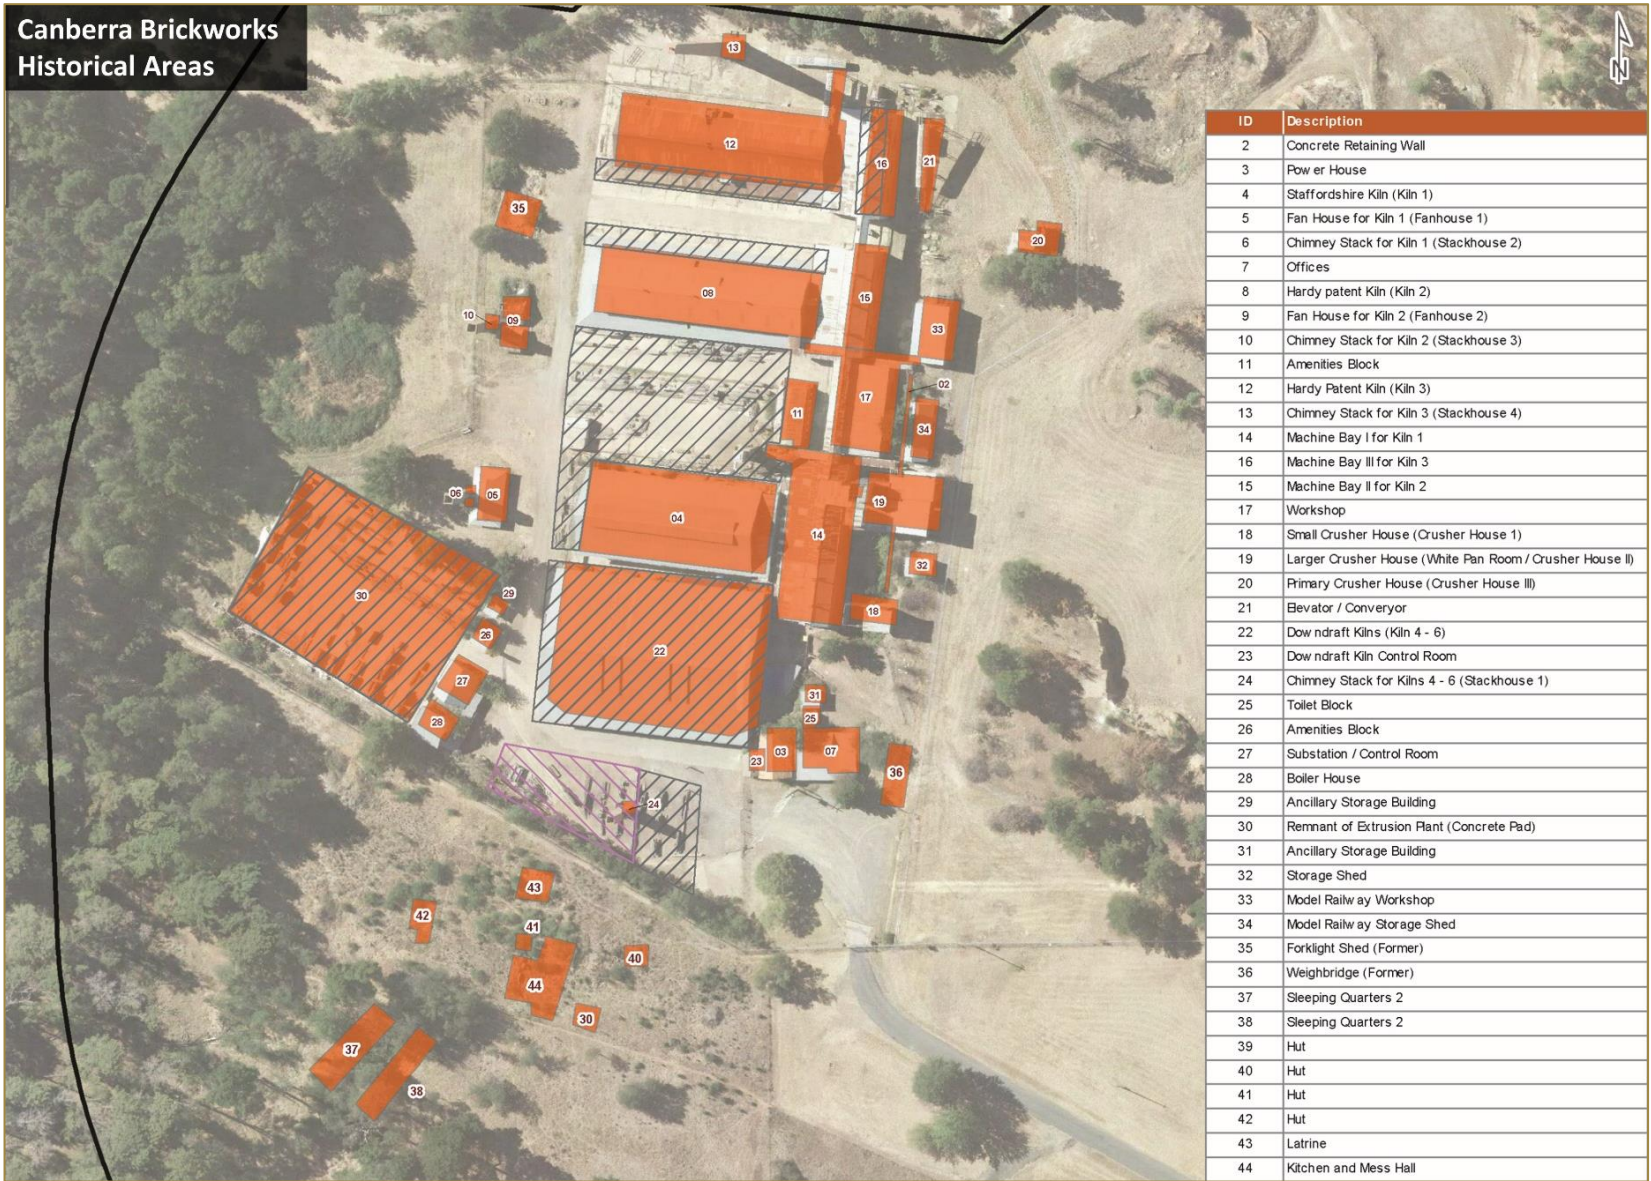 Canberra Brickworks
Historical Areas
N
ID Description
2 Concrete Retaining Wall
3 Power House
4 Staffordshire Kiln (Kiln 1)
5 Fan House for Kiln 1 (Fanhouse 1)
6 Chimney Stack for Kiln 1 (Stackhouse 2)
7 Offices
8 Hardy patent Kiln (Kiln 2)
9 Fan House for Kiln 2 (Fanhouse 2)
10 Chimney Stack for Kiln 2 (Stackhouse 3)
11 Amenities Block
12 Hardy Patent Kiln (Kiln 3)
13 Chimney Stack for Kiln 3 (Stackhouse 4)
14 Machine Bay I for Kiln 1
16 Machine Bay III for Kiln 3
15 Machine Bay II for Kiln 2
17 Workshop
18 Small Crusher House (Crusher House 1)
19 Larger Crusher House (White Pan Room / Crusher House II)
20 Primary Crusher House (Crusher House III)
21 Elevator / Converyor
22 Downdraft Kilns (Kiln 4 - 6)
23 Downdraft Kiln Control Room
24 Chimney Stack for Kilns 4 - 6 (Stackhouse 1)
25 Toilet Block
26 Amenities Block
27 Substation / Control Room
28 Boiler House
29 Ancillary Storage Building
30 Remnant of Extrusion Plant (Concrete Pad)
31 Ancillary Storage Building
32 Storage Shed
33 Model Railway Workshop
34 Model Railway Storage Shed
35 Forklight Shed (Former)
36 Weighbridge (Former)
37 Sleeping Quarters 2
38 Sleeping Quarters 2
39 Hut
40 Hut
41 Hut
42 Hut
43 Latrine
44 Kitchen and Mess Hall
13
12
16
21
35
20
08
15
10
09
33
02
17
11
34
06
05
04
19
14
32
30
29
18
26
22
27
31
28
25
03
07
23
36
24
43
42
41
40
44
30
37
38